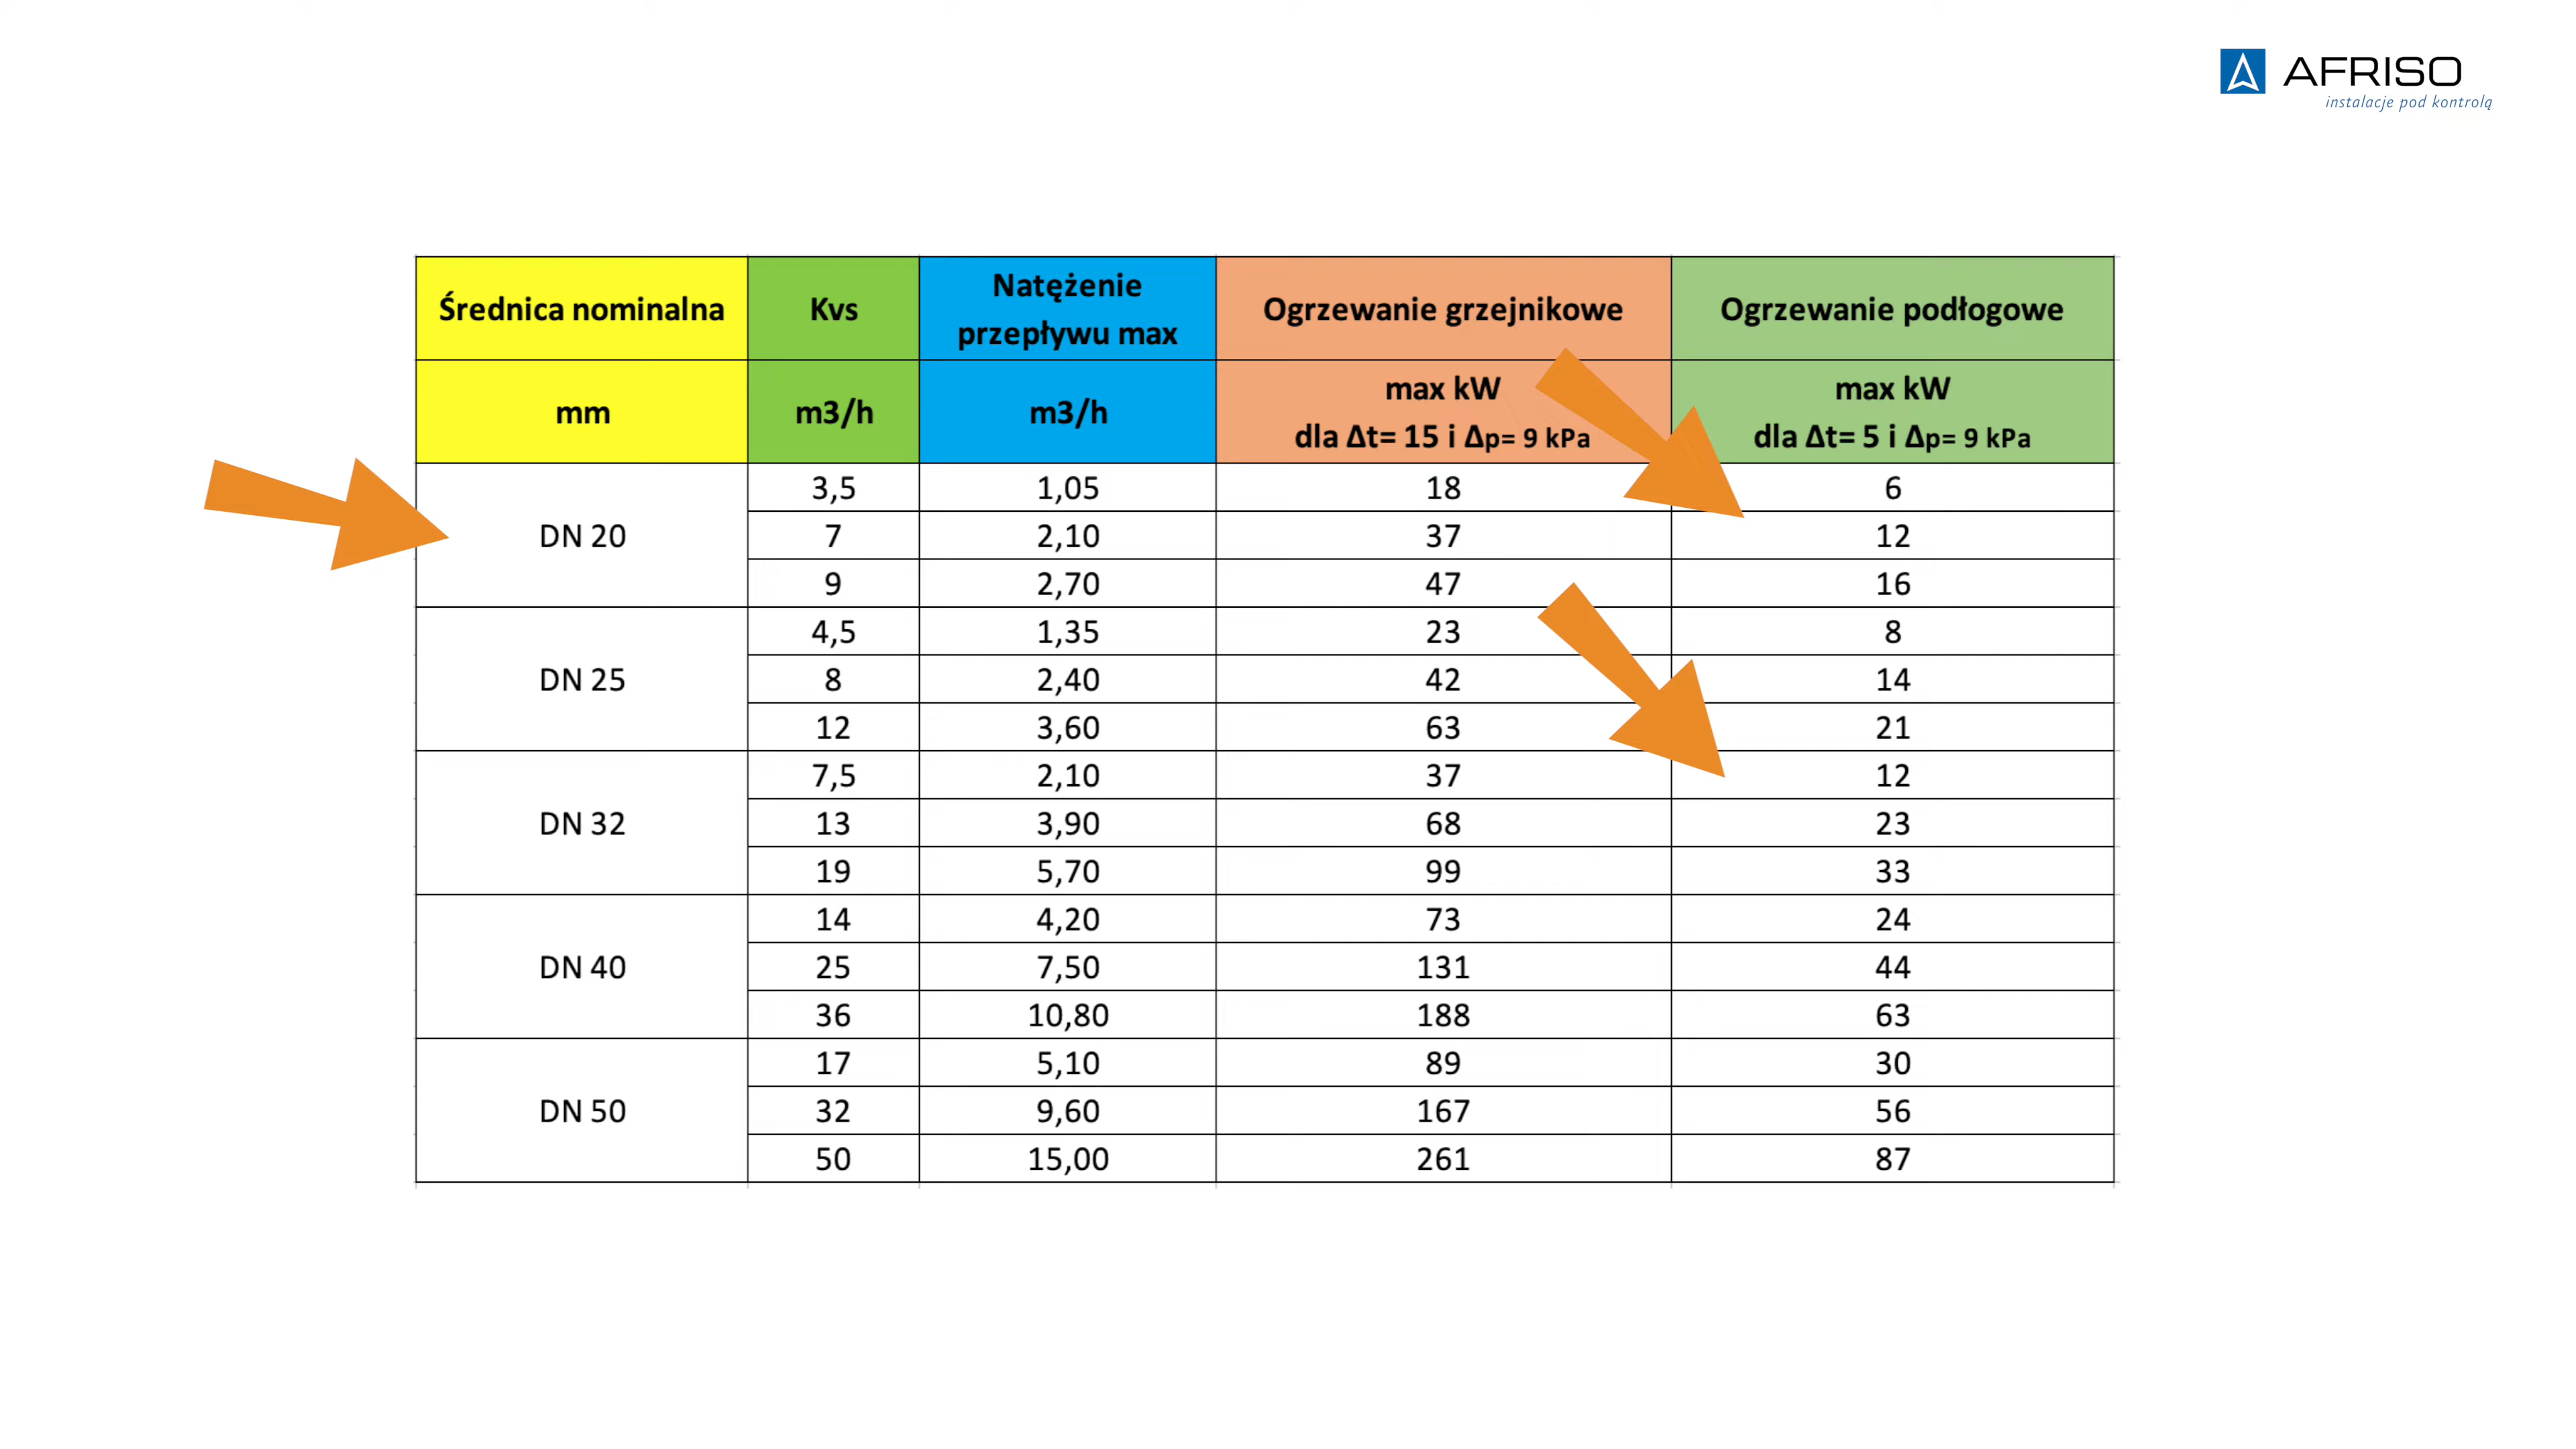 AFRISO
instalacje pod kontrolą
Średnica nominalna Kvs Natężenie przepływu max Ogrzewanie grzejnikowe Ogrzewanie podłogowe
mm m3/h m3/h max kW dla Δt= 15 i Δp= 9 kPa max kW dla Δt= 5 i Δp= 9 kPa
DN 20 3,5 1,05 18 6
7 2,10 37 12
9 2,70 47 16
DN 25 4,5 1,35 23 8
8 2,40 42 14
12 3,60 63 21
DN 32 7,5 2,10 37 12
13 3,90 68 23
19 5,70 99 33
DN 40 14 4,20 73 24
25 7,50 131 44
36 10,80 188 63
DN 50 17 5,10 89 30
32 9,60 167 56
50 15,00 261 87